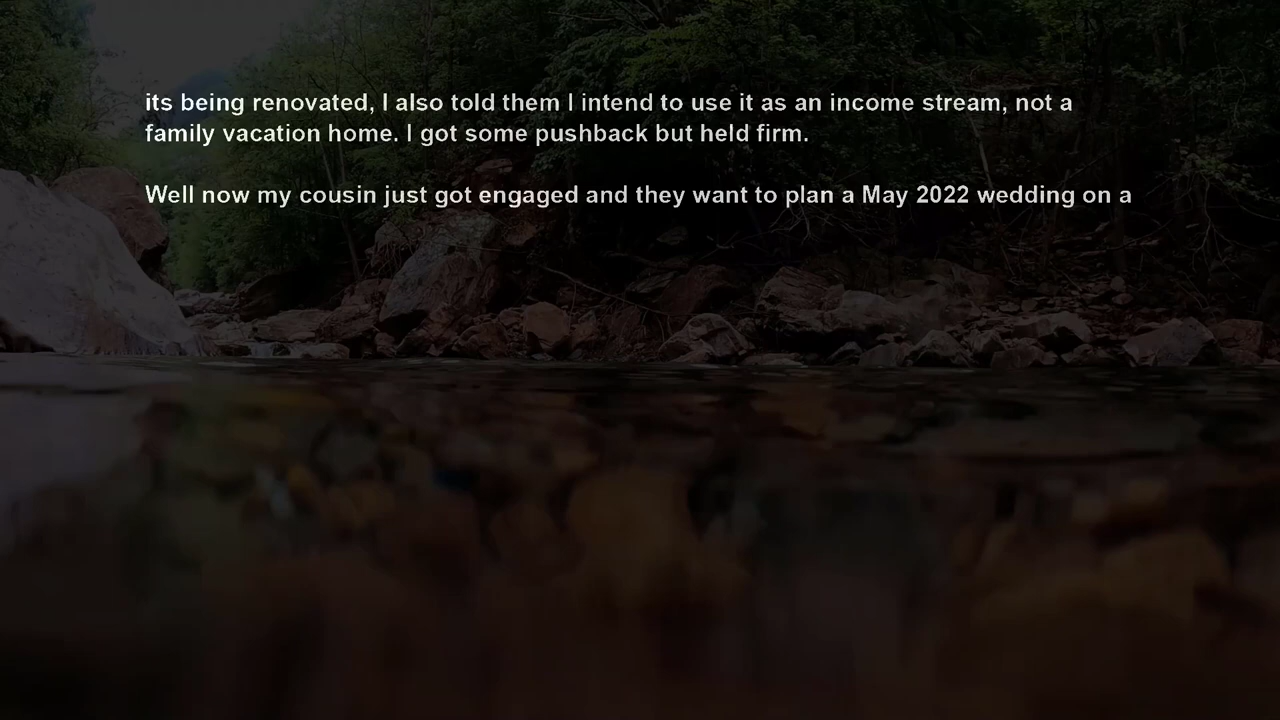 its being renovated, I also told them I intend to use it as an income stream, not a
family vacation home. I got some pushback but held firm.
Well now my cousin just got engaged and they want to plan a May 2022 wedding on a